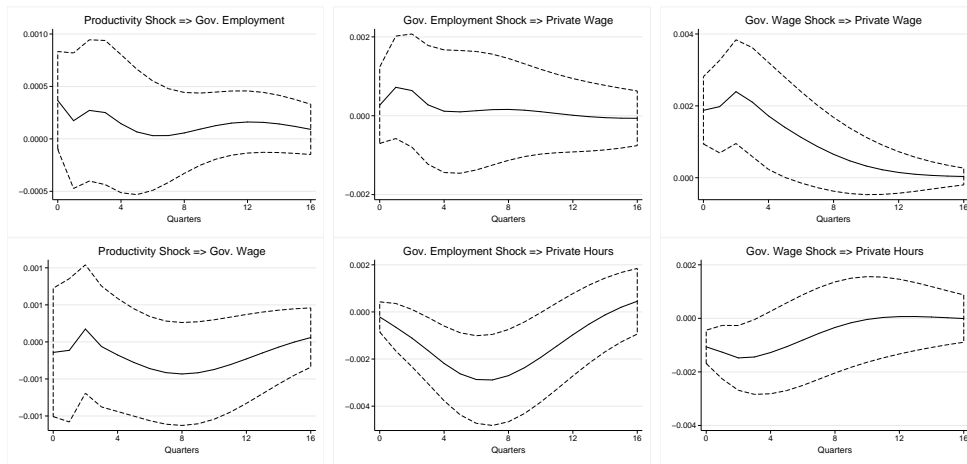 Productivity Shock => Gov. Employment
0.0010
0.0005
0.0000
−0.0005
0 4 8 12 16
Quarters
Gov. Employment Shock => Private Wage
0.002
0.000
−0.002
0 4 8 12 16
Quarters
Gov. Wage Shock => Private Wage
0.004
0.002
0.000
0 4 8 12 16
Quarters
Productivity Shock => Gov. Wage
0.001
0.001
0.000
−0.001
−0.001
0 4 8 12 16
Quarters
Gov. Employment Shock => Private Hours
0.002
0.000
−0.002
−0.004
0 4 8 12 16
Quarters
Gov. Wage Shock => Private Hours
0.002
0.000
−0.002
−0.004
0 4 8 12 16
Quarters